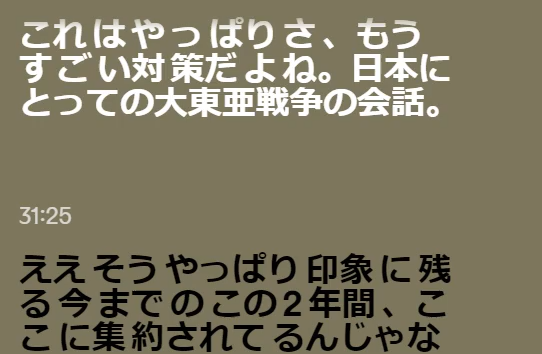 これはやっぱりさ、もう
すごい対策だよね。日本に
とっての大東亜戦争の会話。
31:25
ええそうやっぱり印象に残
る今までのこの2年間、こ
こに集約されてるんじゃな